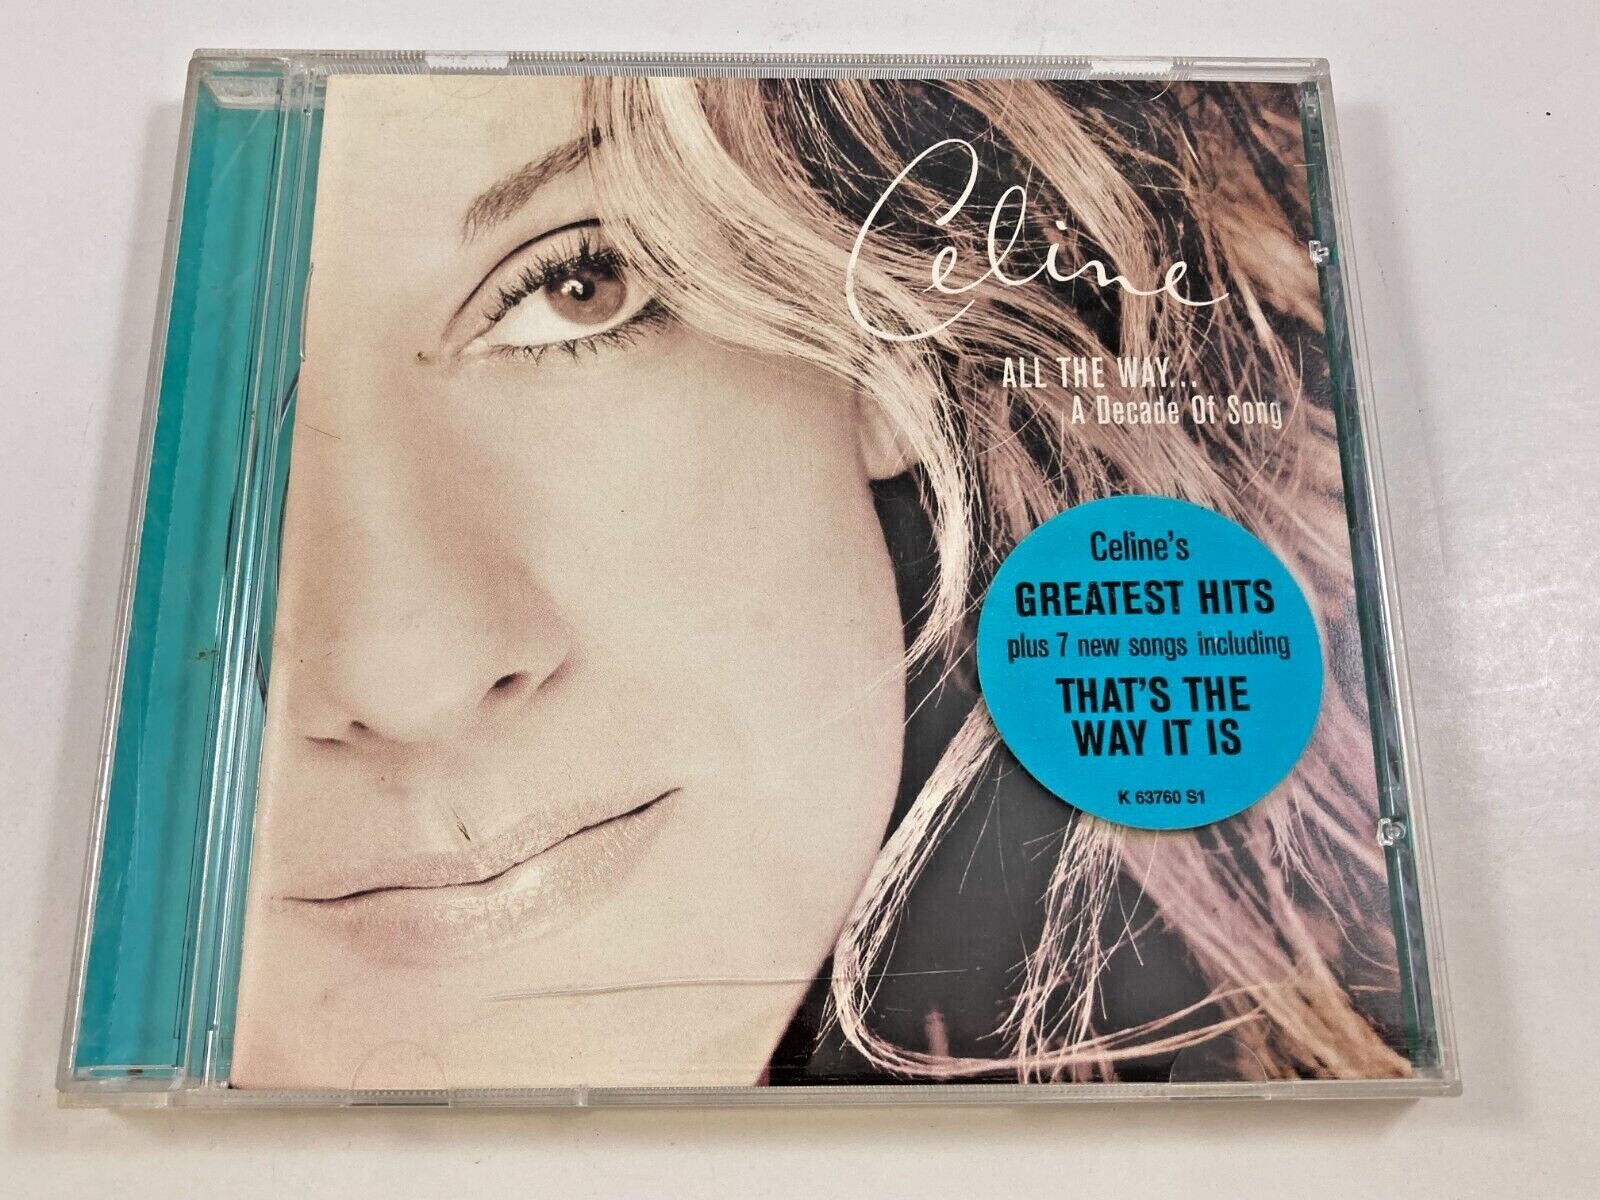 Celine
ALL THE WAY...
A Decade Of Song
Celine's
GREATEST HITS
plus 7 new songs including
THAT'S THE
WAY IT IS
K 63760 S1